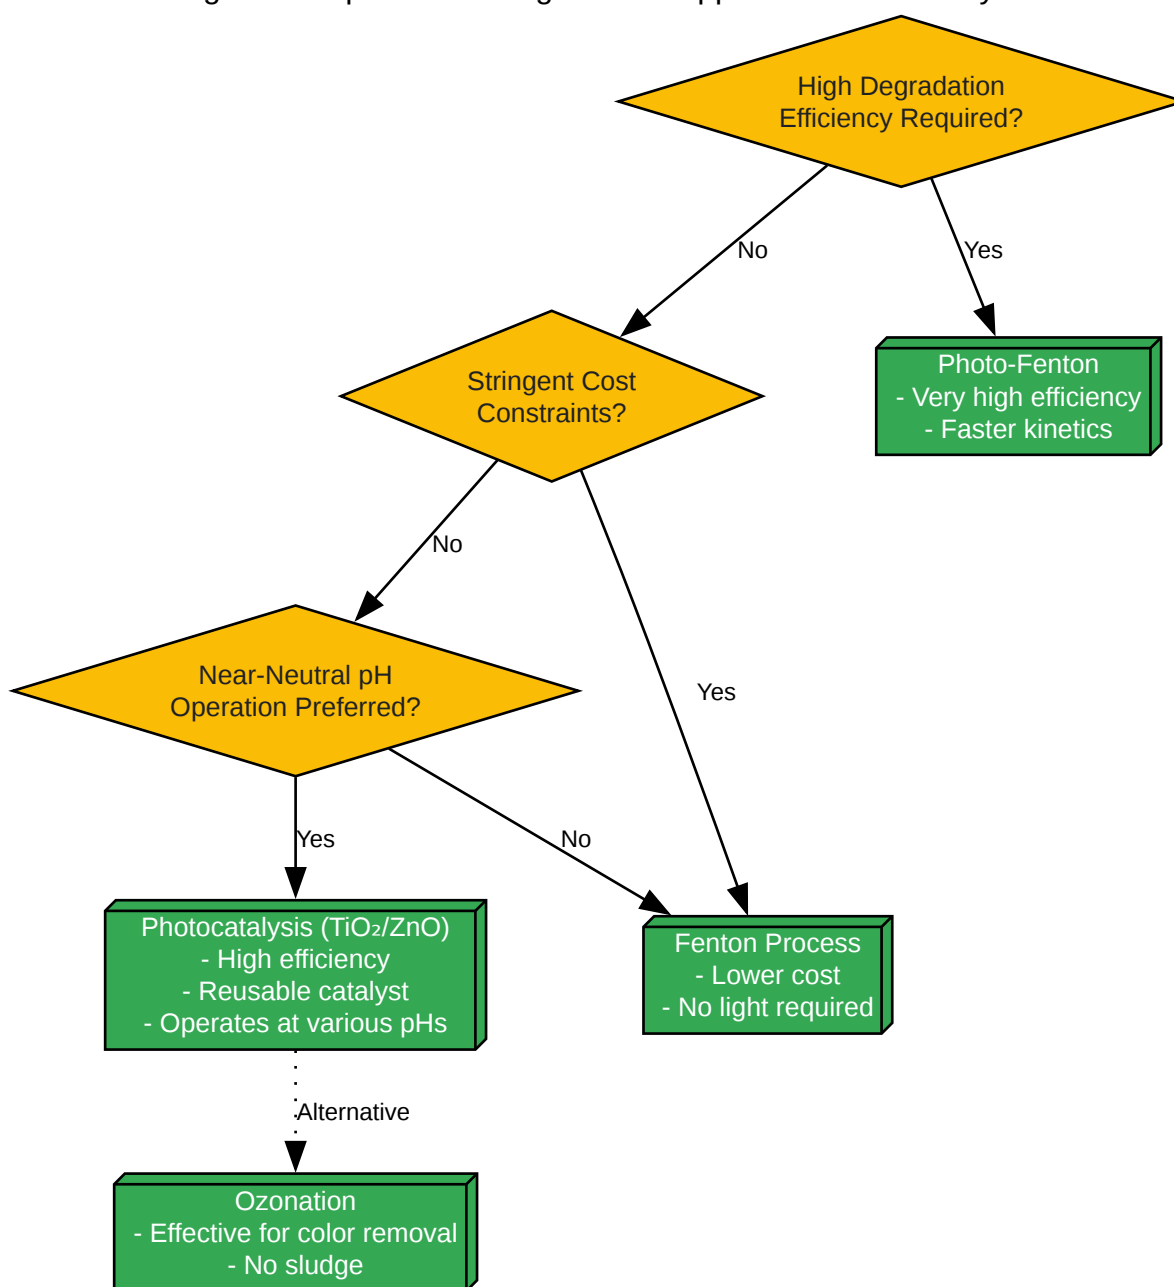 High Degradation
Efficiency Required?
No
Yes
Stringent Cost
Constraints?
Photo-Fenton
- Very high efficiency
- Faster kinetics
No
Yes
Near-Neutral pH
Operation Preferred?
Yes
No
Photocatalysis (TiO₂/ZnO)
- High efficiency
- Reusable catalyst
- Operates at various pHs
Fenton Process
- Lower cost
- No light required
Alternative
Ozonation
- Effective for color removal
- No sludge